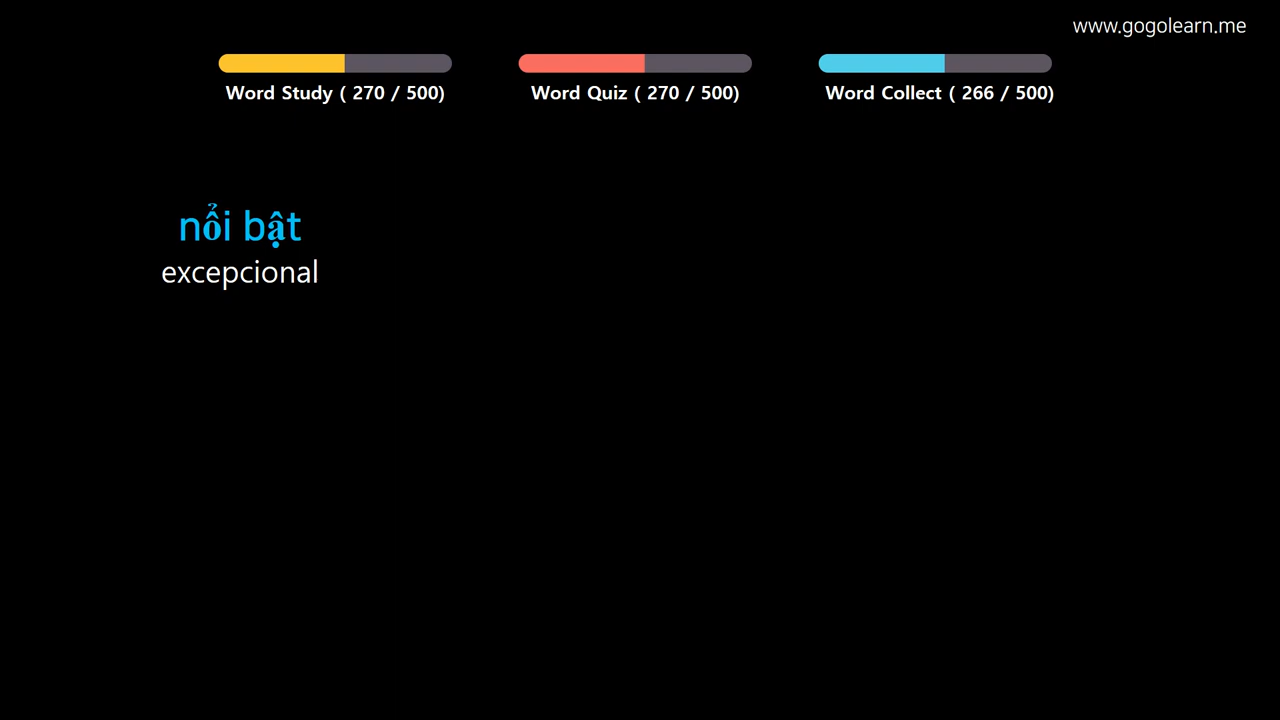 www.gogolearn.me
Word Study ( 270 / 500)
Word Quiz ( 270 / 500)
Word Collect ( 266 / 500)
nổi bật
excepcional